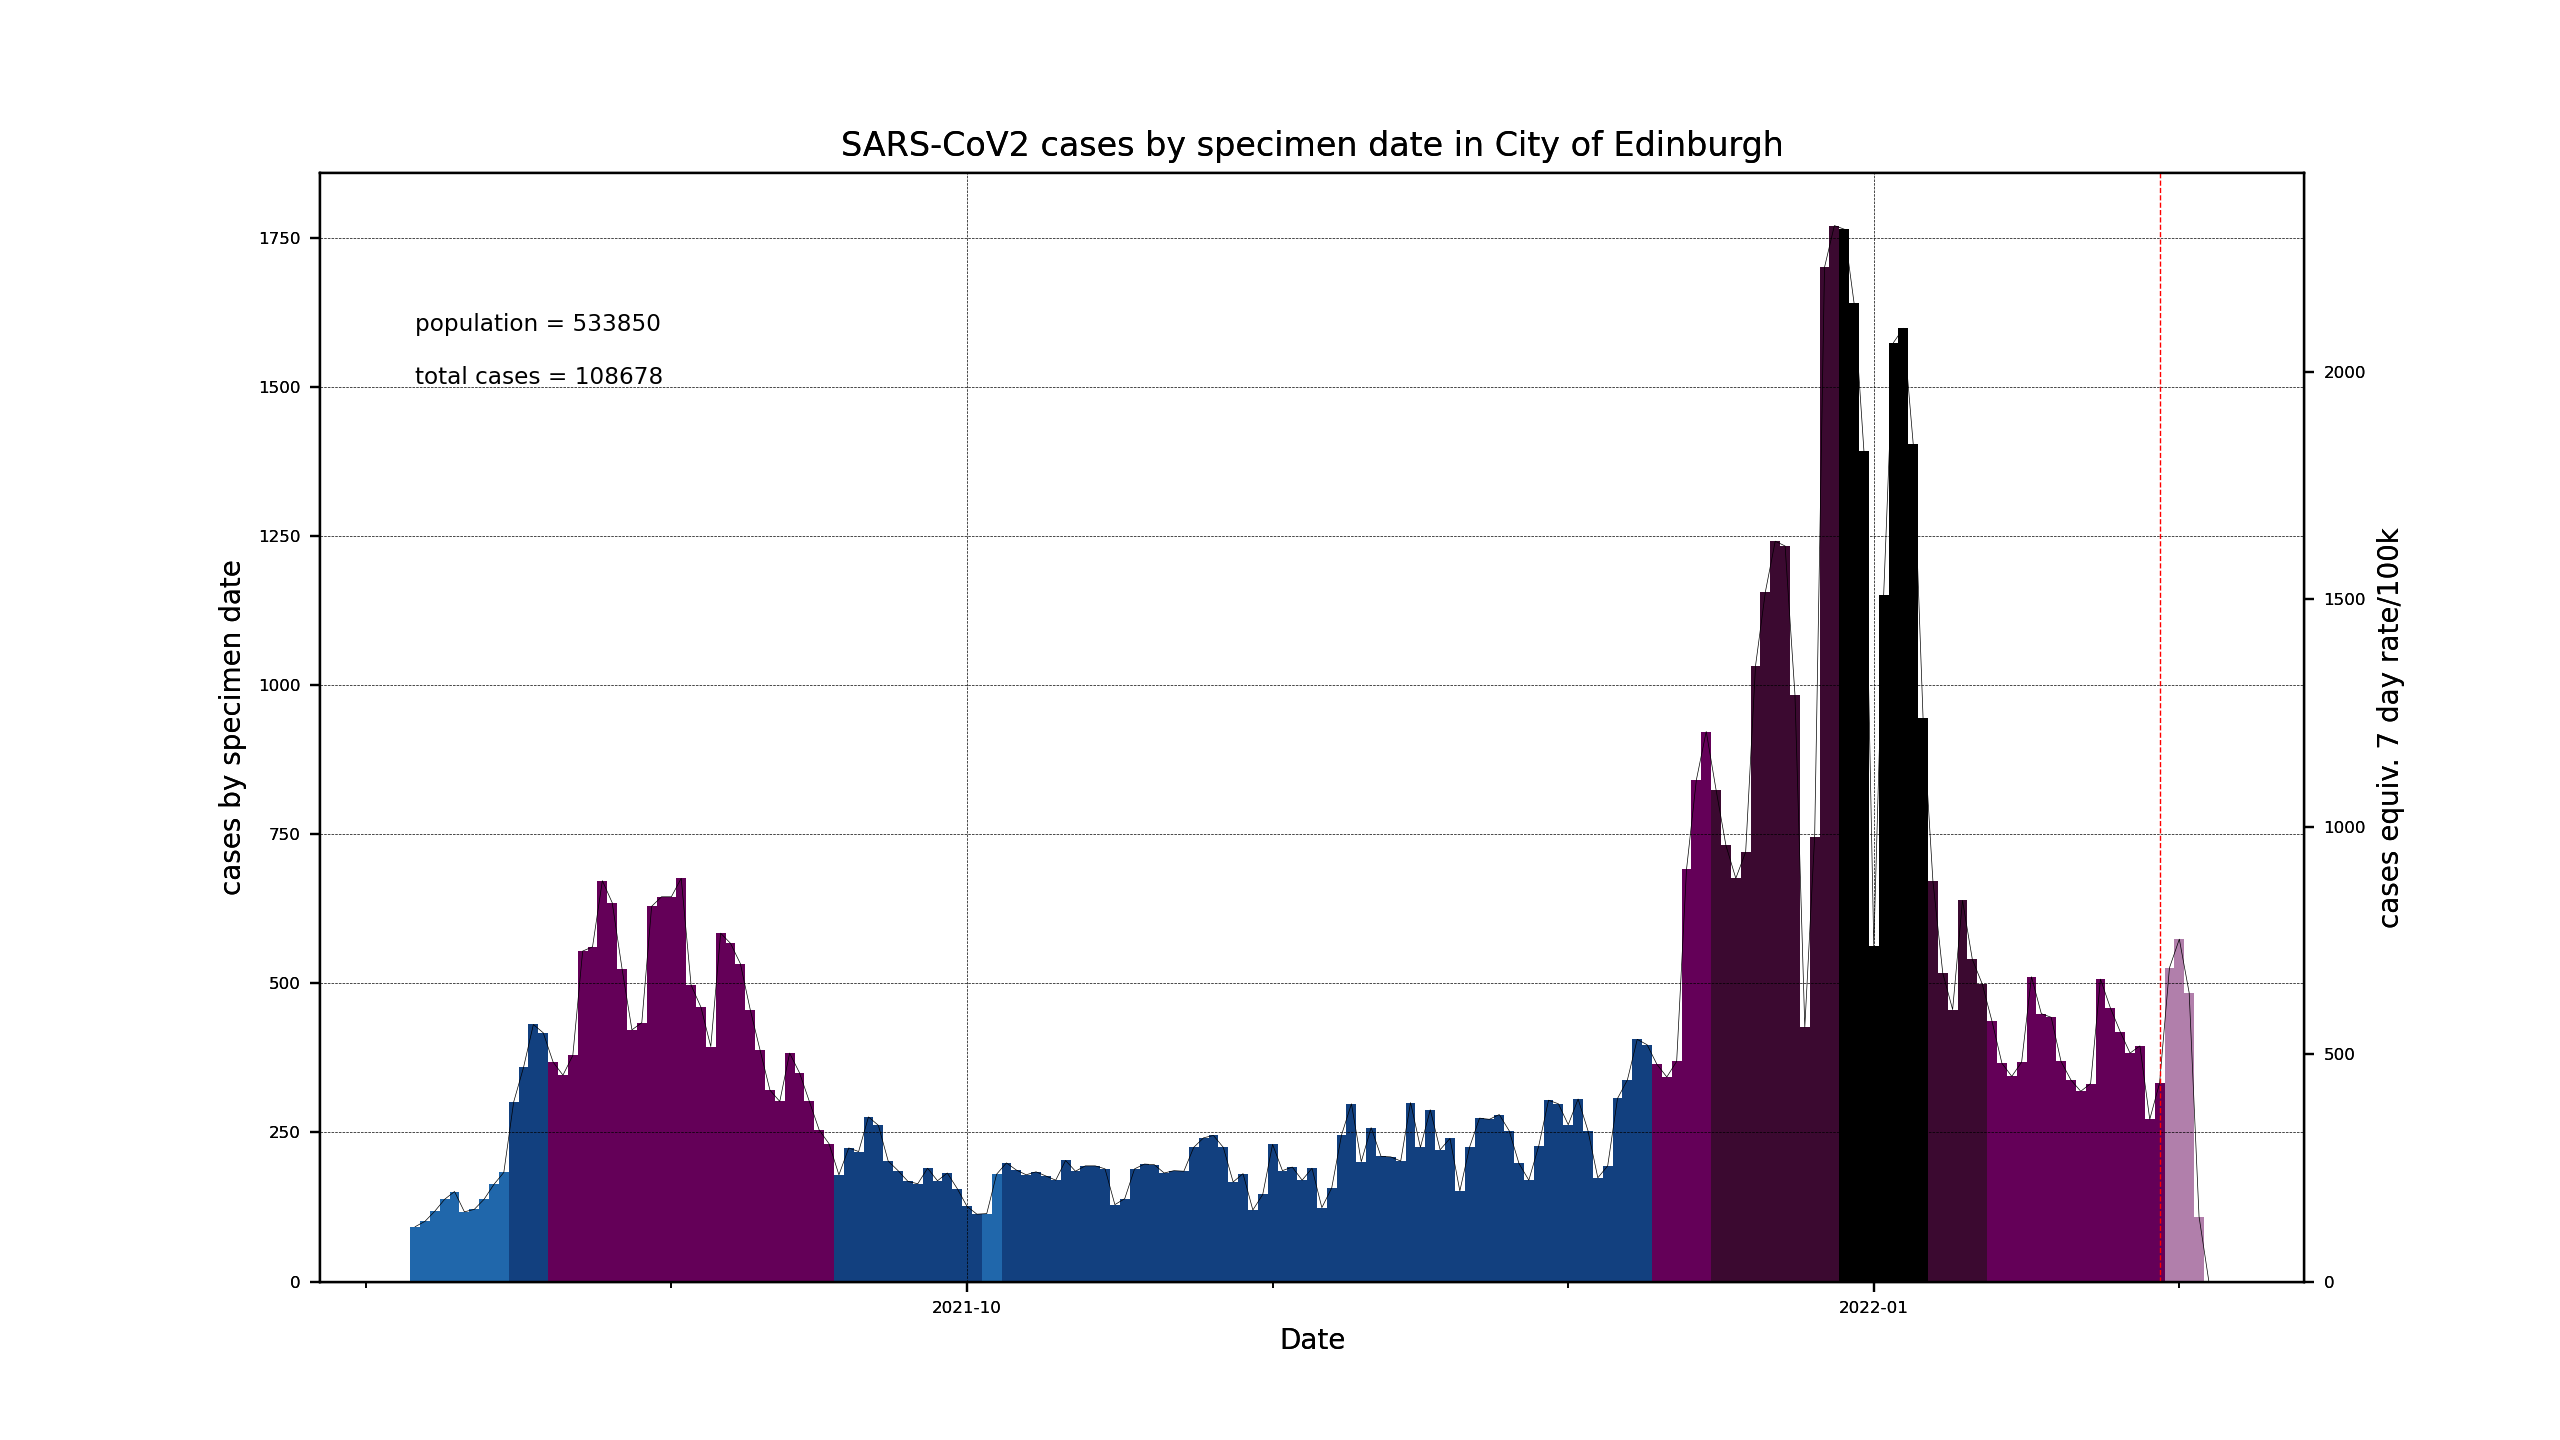 SARS-CoV2 cases by specimen date in City of Edinburgh
population = 533850
total cases = 108678
cases by specimen date
1750
1500
1250
1000
750
500
250
0
2000
1500
1000
500
0
cases equiv. 7 day rate/100k
2021-10
2022-01
Date